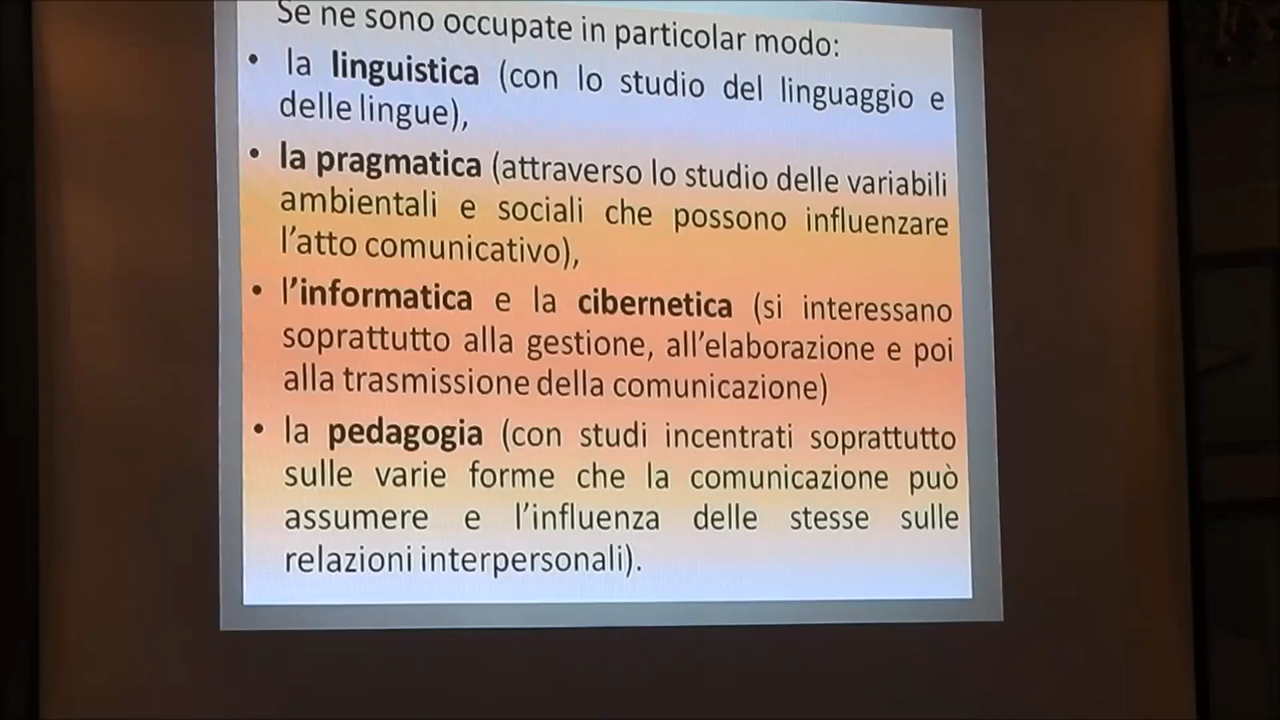 Se ne sono occupate in particolar modo:
• la linguistica (con lo studio del linguaggio e
delle lingue),
• la pragmatica (attraverso lo studio delle variabili
ambientali e sociali che possono influenzare
l’atto comunicativo),
• l’informatica e la cibernetica (si interessano
soprattutto alla gestione, all’elaborazione e poi
alla trasmissione della comunicazione)
• la pedagogia (con studi incentrati soprattutto
sulle varie forme che la comunicazione può
assumere e l’influenza delle stesse sulle
relazioni interpersonali).